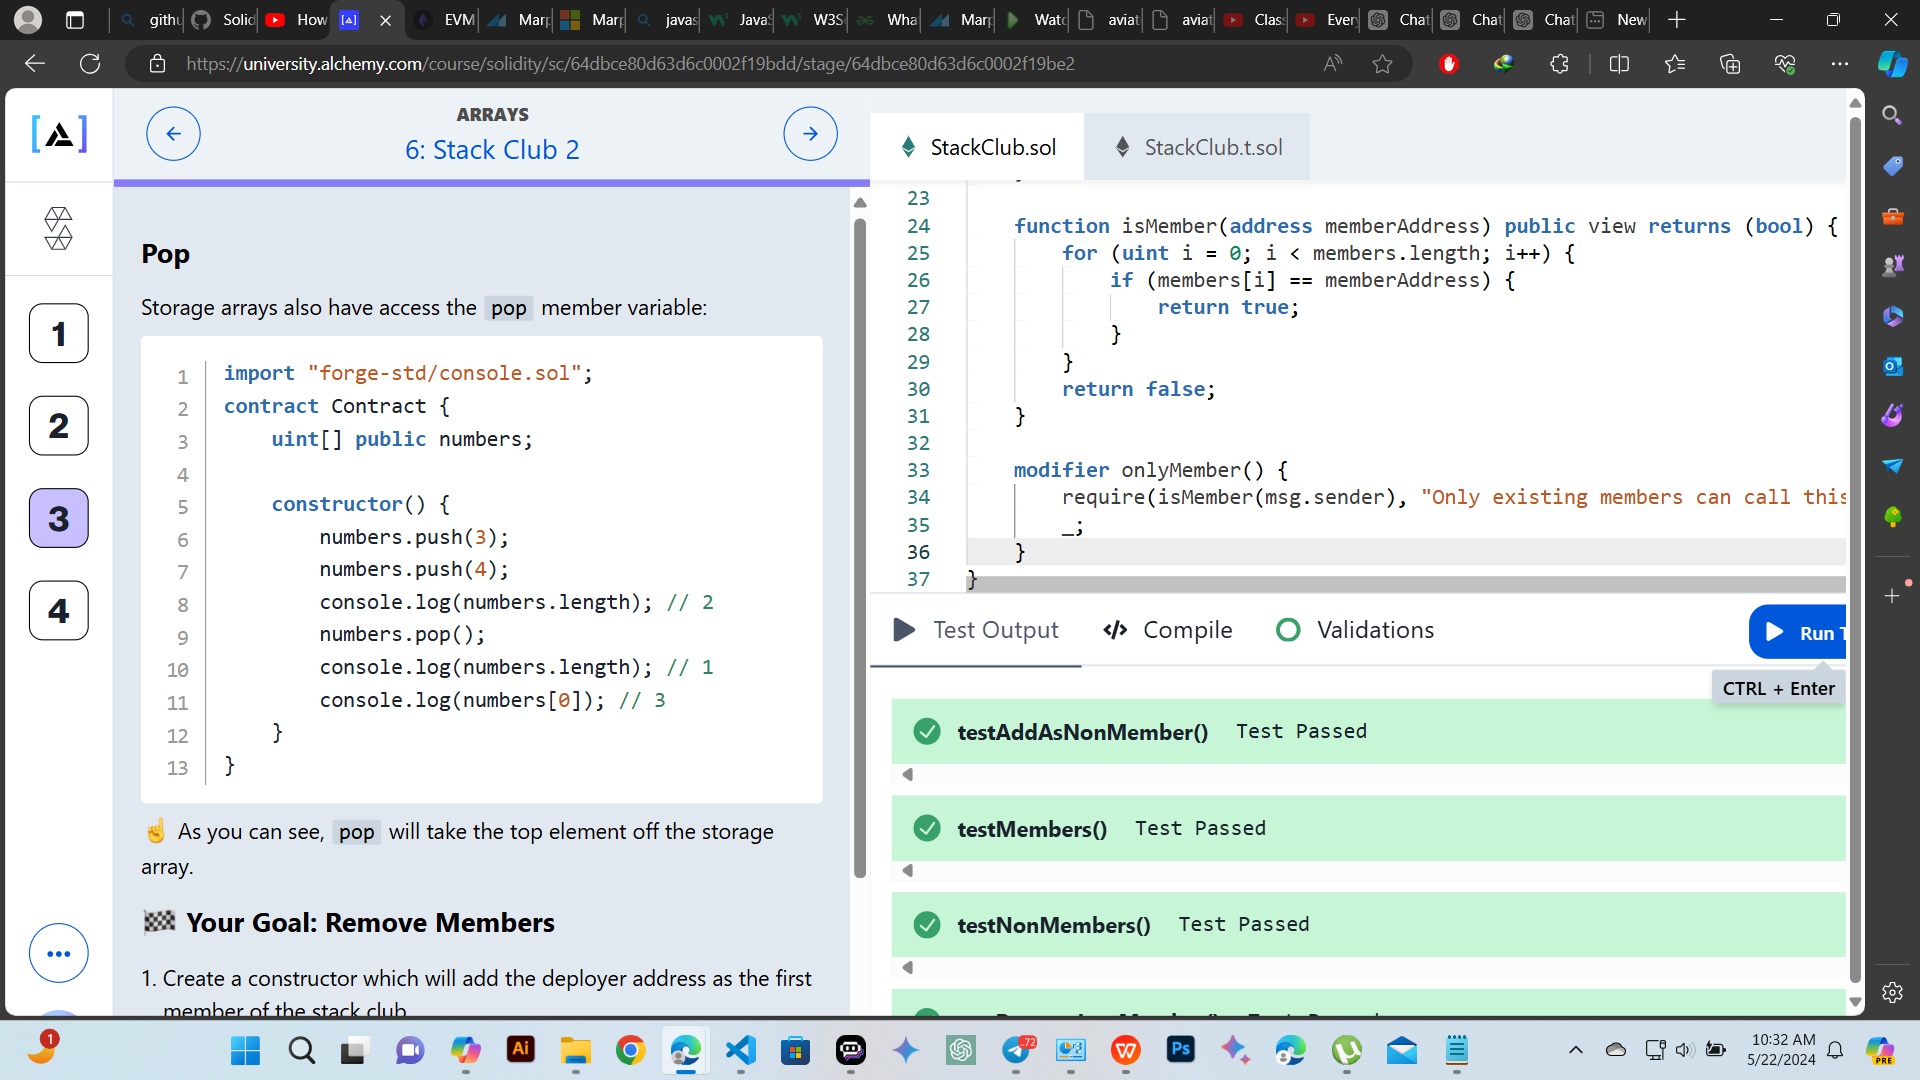 githu
Solid
How
EVM
Marp
Marp
javas
JavaS
W3S
Wha
Marp
Watc
aviat
aviat
Class
Every
Chat
Chat
Chat
New
https://university.alchemy.com/course/solidity/sc/64dbce80d63d6c0002f19bdd/stage/64dbce80d63d6c0002f19be2
ARRAYS
6: Stack Club 2
1
2
3
4
Pop
Storage arrays also have access the pop member variable:
1 import "forge-std/console.sol";
2 contract Contract {
3 uint[] public numbers;
4
5 constructor() {
6 numbers.push(3);
7 numbers.push(4);
8 console.log(numbers.length); // 2
9 numbers.pop();
10 console.log(numbers.length); // 1
11 console.log(numbers[0]); // 3
12 }
13 }
☝️ As you can see, pop will take the top element off the storage
array.
🏁 Your Goal: Remove Members
1. Create a constructor which will add the deployer address as the first
member of the stack club
StackClub.sol
StackClub.t.sol
23
24 function isMember(address memberAddress) public view returns (bool) {
25 for (uint i = 0; i < members.length; i++) {
26 if (members[i] == memberAddress) {
27 return true;
28 }
29 }
30 return false;
31 }
32
33 modifier onlyMember() {
34 require(isMember(msg.sender), "Only existing members can call this
35 _;
36 }
37 }
Test Output
Compile
Validations
Run T
CTRL + Enter
testAddAsNonMember() Test Passed
testMembers() Test Passed
testNonMembers() Test Passed
1
Ai
72
Ps
10:32 AM
5/22/2024
PRE